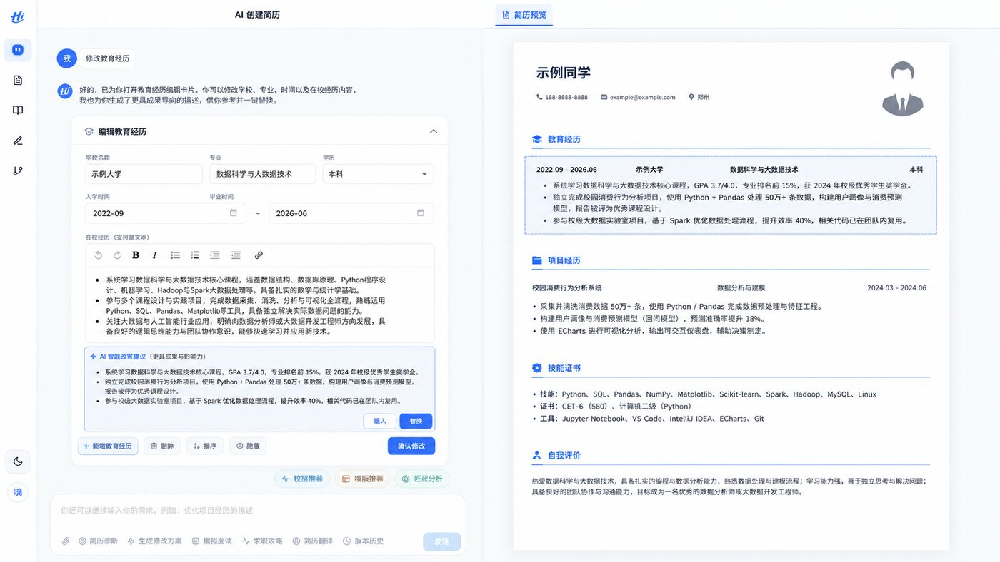 Hi
AI 创建简历
简历预览
我
修改教育经历
Hi
好的，已为你打开教育经历编辑卡片。你可以修改学校、专业、时间以及在校经历内容，
我也为你生成了更具成果导向的描述，供你参考并一键替换。
编辑教育经历
学校名称
专业
学历
示例大学
数据科学与大数据技术
本科
入学时间
毕业时间
2022-09
~
2026-06
在校经历（支持富文本）
B I
• 系统学习数据科学与大数据技术核心课程，涵盖数据结构、数据库原理、Python程序设
计、机器学习、Hadoop与Spark大数据处理等，具备扎实的数学与统计学基础。
• 参与多个课程设计与实践项目，完成数据采集、清洗、分析与可视化全流程，熟练运用
Python、SQL、Pandas、Matplotlib等工具，具备独立解决实际数据问题的能力。
• 关注大数据与人工智能行业应用，明确向数据分析师或大数据开发工程师方向发展，具
备良好的逻辑思维能力与团队协作意识，能够快速学习并应用新技术。
AI 智能改写建议（更具成果与影响力）
• 系统学习数据科学与大数据技术核心课程，GPA 3.7/4.0，专业排名前 15%，获 2024 年校级优秀学生奖学金。
• 独立完成校园消费行为分析项目，使用 Python + Pandas 处理 50万+ 条数据，构建用户画像与消费预测模型，
报告被评为优秀课程设计。
• 参与校级大数据实验室项目，基于 Spark 优化数据处理流程，提升效率 40%，相关代码已在团队内复用。
插入
替换
新增教育经历
删除
排序
隐藏
确认修改
校招推荐
模版推荐
匹配分析
你还可以继续输入你的需求，例如：优化项目经历的描述
简历诊断
生成修改方案
模拟面试
求职攻略
简历翻译
版本历史
发送
嘀
示例同学
188-8888-8888
example@example.com
郑州
教育经历
2022.09 - 2026.06
示例大学
数据科学与大数据技术
本科
• 系统学习数据科学与大数据技术核心课程，GPA 3.7/4.0，专业排名前 15%，获 2024 年校级优秀学生奖学金。
• 独立完成校园消费行为分析项目，使用 Python + Pandas 处理 50万+ 条数据，构建用户画像与消费预测
模型，报告被评为优秀课程设计。
• 参与校级大数据实验室项目，基于 Spark 优化数据处理流程，提升效率 40%，相关代码已在团队内复用。
项目经历
校园消费行为分析系统
数据分析与建模
2024.03 - 2024.06
• 采集并清洗消费数据 50万+ 条，使用 Python / Pandas 完成数据预处理与特征工程。
• 构建用户画像与消费预测模型（回归模型），预测准确率提升 18%。
• 使用 ECharts 进行可视化分析，输出可交互仪表盘，辅助决策制定。
技能证书
• 技能：Python、SQL、Pandas、NumPy、Matplotlib、Scikit-learn、Spark、Hadoop、MySQL、Linux
• 证书：CET-6（580）、计算机二级（Python）
• 工具：Jupyter Notebook、VS Code、IntelliJ IDEA、ECharts、Git
自我评价
热爱数据科学与大数据技术，具备扎实的编程与数据分析能力，熟悉数据处理与建模流程；学习能力强，善于独立思考与解决问题；
具备良好的团队协作与沟通能力，目标成为一名优秀的数据分析师或大数据开发工程师。